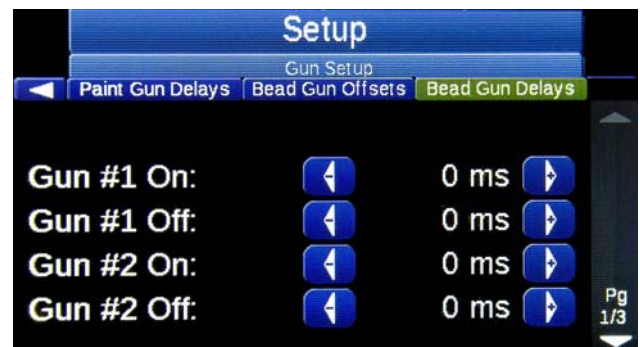 Setup
Gun Setup
Paint Gun Delays Bead Gun Offsets Bead Gun Delays
Gun #1 On: - 0 ms +
Gun #1 Off: - 0 ms +
Gun #2 On: - 0 ms +
Gun #2 Off: - 0 ms +
Pg
1/3